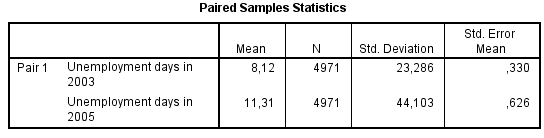 Paired Samples Statistics
Mean N Std. Deviation Std. Error Mean
Pair 1 Unemployment days in 2003 8,12 4971 23,286 ,330
Unemployment days in 2005 11,31 4971 44,103 ,626